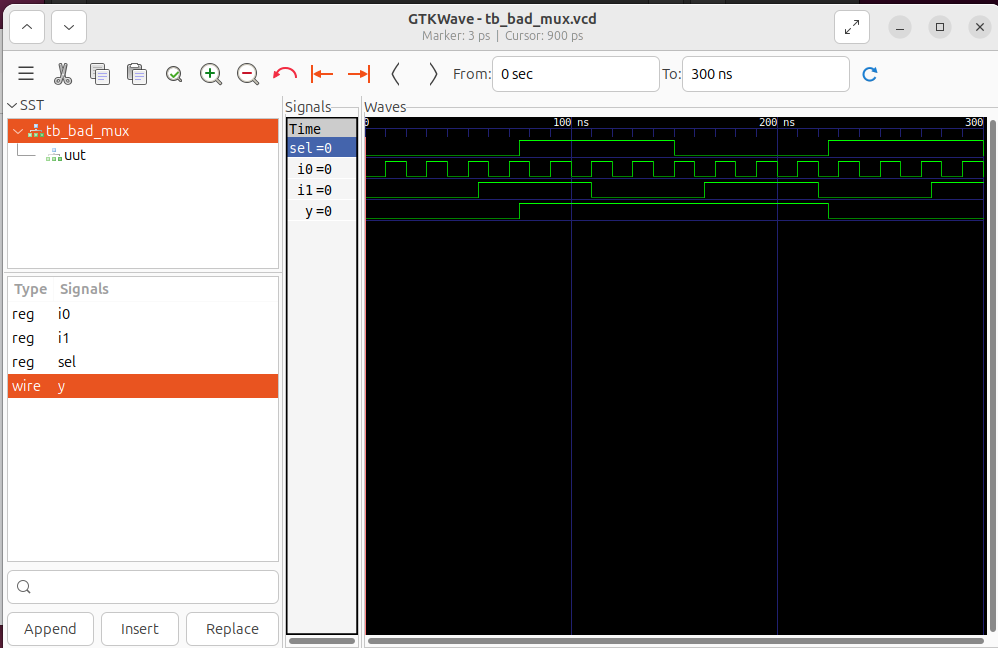 GTKWave - tb_bad_mux.vcd
Marker: 3 ps | Cursor: 900 ps
From: 0 sec To: 300 ns
SST
tb_bad_mux
uut
Type Signals
reg i0
reg i1
reg sel
wire y
Append Insert Replace
Signals
Time
sel =0
i0 =0
i1 =0
y =0
Waves
0 100 ns 200 ns 300